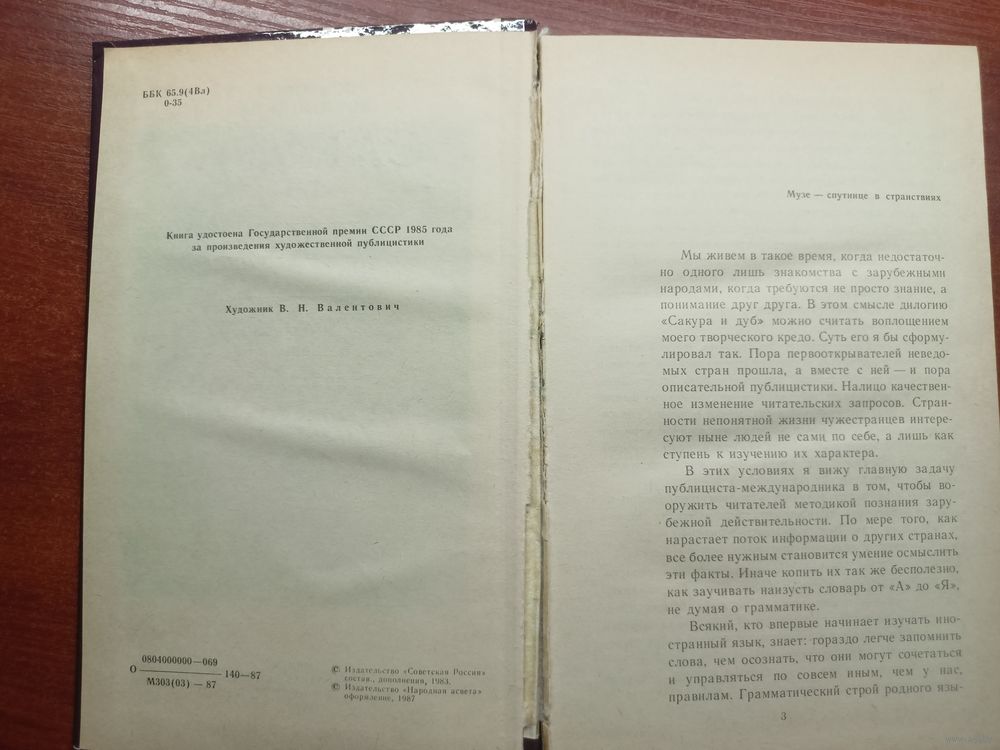 ББК 65.9(4Вл)
О-35
Книга удостоена Государственной премии СССР 1985 года
за произведения художественной публицистики
Художник В. Н. Валентович
О 0804000000—069
М303(03) — 87
140—87
© Издательство «Советская Россия»
состав., дополнения, 1983.
© Издательство «Народная асвета»
оформление, 1987
Музе — спутнице в странствиях
Мы живем в такое время, когда недостаточ-
но одного лишь знакомства с зарубежными
народами, когда требуются не просто знание, а
понимание друг друга. В этом смысле дилогию
«Сакура и дуб» можно считать воплощением
моего творческого кредо. Суть его я бы сформу-
лировал так. Пора первооткрывателей неведо-
мых стран прошла, а вместе с ней — и пора
описательной публицистики. Налицо качествен-
ное изменение читательских запросов. Стран-
ности непонятной жизни чужестранцев интере-
суют ныне людей не сами по себе, а лишь как
ступень к изучению их характера.
В этих условиях я вижу главную задачу
публициста-международника в том, чтобы во-
оружить читателей методикой познания зару-
бежной действительности. По мере того, как
нарастает поток информации о других странах,
все более нужным становится умение осмыслить
эти факты. Иначе копить их так же бесполезно,
как заучивать наизусть словарь от «А» до «Я»,
не думая о грамматике.
Всякий, кто впервые начинает изучать ино-
странный язык, знает: гораздо легче запомнить
слова, чем осознать, что они могут сочетаться
и управляться по совсем иным, чем у нас,
правилам. Грамматический строй родного язы-
3